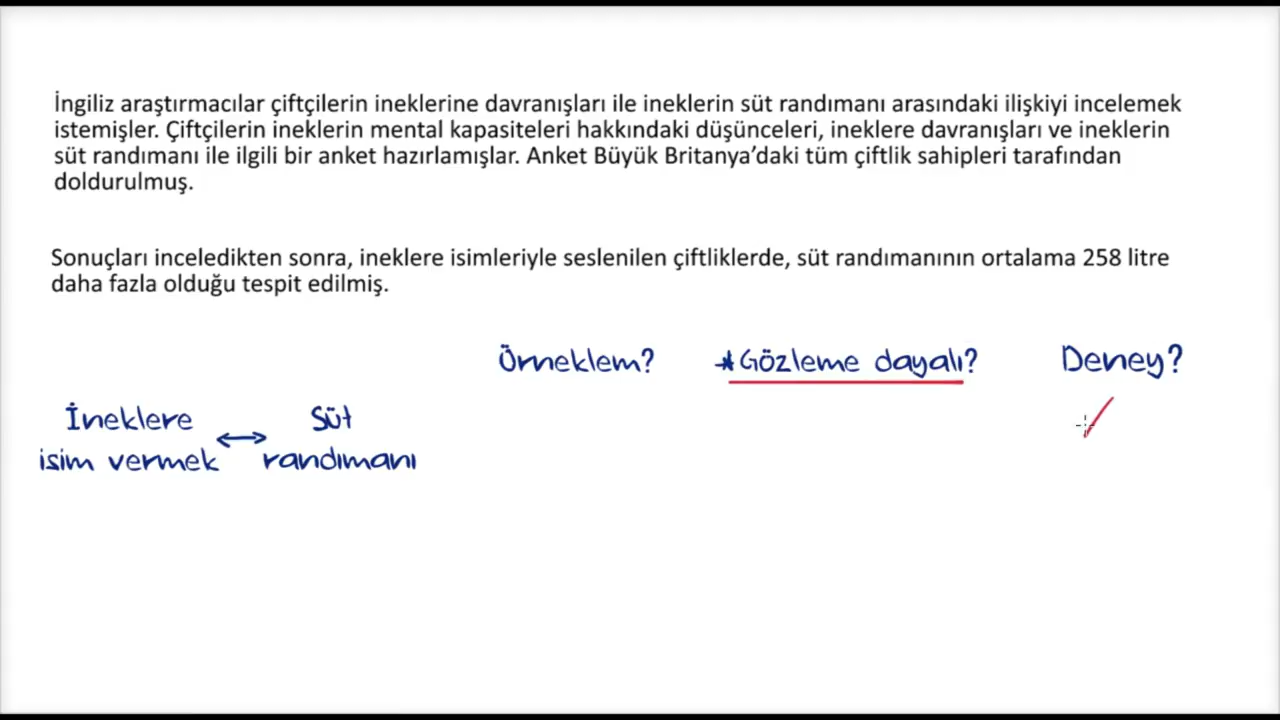 İngiliz araştırmacılar çiftçilerin ineklerine davranışları ile ineklerin süt randımanı arasındaki ilişkiyi incelemek
istemişler. Çiftçilerin ineklerin mental kapasiteleri hakkındaki düşünceleri, ineklere davranışları ve ineklerin
süt randımanı ile ilgili bir anket hazırlamışlar. Anket Büyük Britanya’daki tüm çiftlik sahipleri tarafından
doldurulmuş.
Sonuçları inceledikten sonra, ineklere isimleriyle seslenilen çiftliklerde, süt randımanının ortalama 258 litre
daha fazla olduğu tespit edilmiş.
Örneklem? *Gözleme dayalı? Deney?
İneklere Süt
isim vermek ↔ randımanı